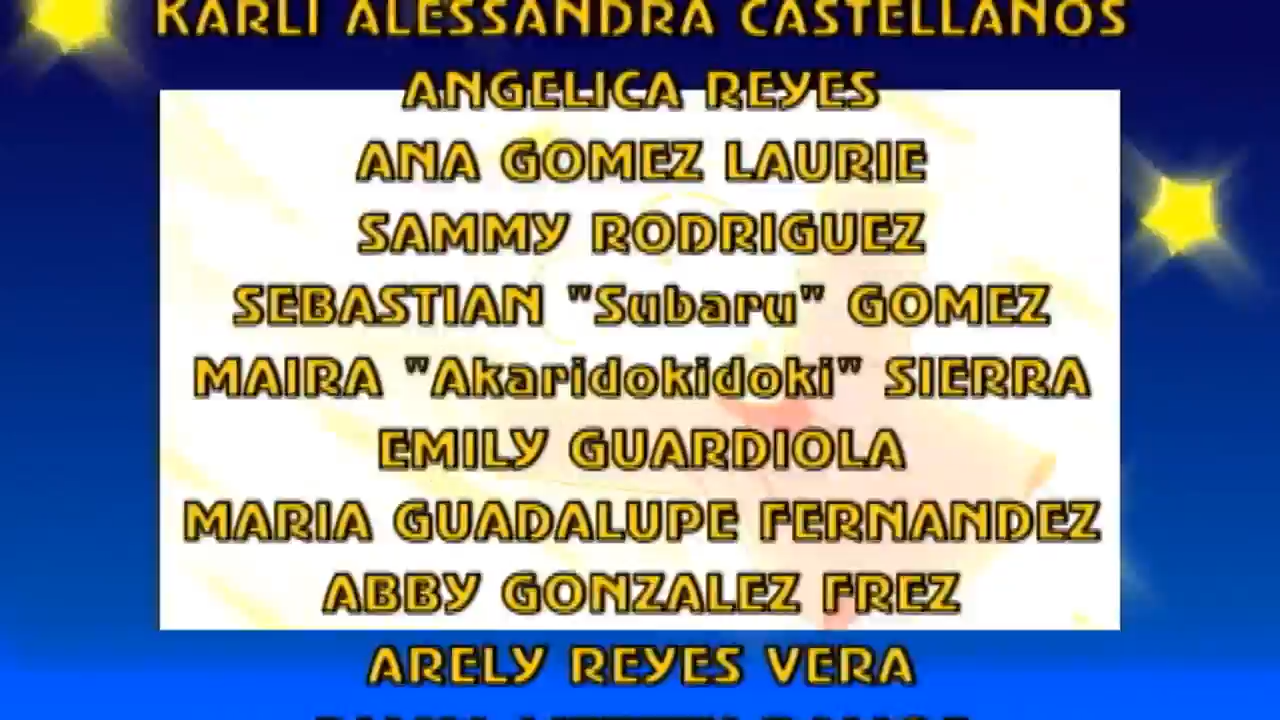 KARLI ALESSANDRA CASTELLANOS
ANGELICA REYES
ANA GOMEZ LAURIE
SAMMY RODRIGUEZ
SEBASTIAN "Subaru" GOMEZ
MAIRA "Akaridokidoki" SIERRA
EMILY GUARDIOLA
MARIA GUADALUPE FERNANDEZ
ABBY GONZALEZ FREZ
ARELY REYES VERA